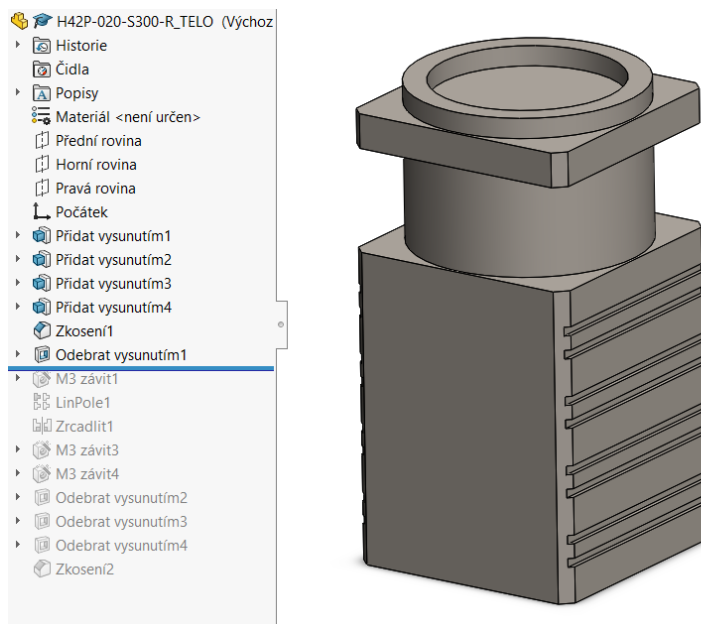 H42P-020-S300-R_TELO (Výchoz
Historie
Čidla
Popisy
Materiál <není určen>
Přední rovina
Horní rovina
Pravá rovina
Počátek
Přidat vysunutím1
Přidat vysunutím2
Přidat vysunutím3
Přidat vysunutím4
Zkosení1
Odebrat vysunutím1
M3 závit1
LinPole1
Zrcadlit1
M3 závit3
M3 závit4
Odebrat vysunutím2
Odebrat vysunutím3
Odebrat vysunutím4
Zkosení2